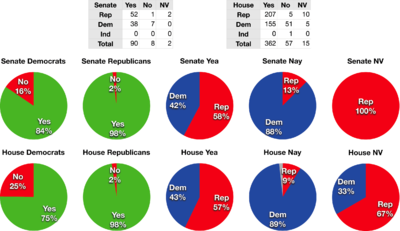 Senate Yes No NV
Rep 52 1 2
Dem 38 7 0
Ind 0 0 0
Total 90 8 2
House Yes No NV
Rep 207 5 10
Dem 155 51 5
Ind 0 1 0
Total 362 57 15
Senate Democrats
No
16%
Yes
84%
Senate Republicans
No
2%
Yes
98%
Senate Yea
Dem
42%
Rep
58%
Senate Nay
Rep
13%
Dem
88%
Senate NV
Rep
100%
House Democrats
No
25%
Yes
75%
House Republicans
No
2%
Yes
98%
House Yea
Dem
43%
Rep
57%
House Nay
Rep
9%
Dem
89%
House NV
Dem
33%
Rep
67%